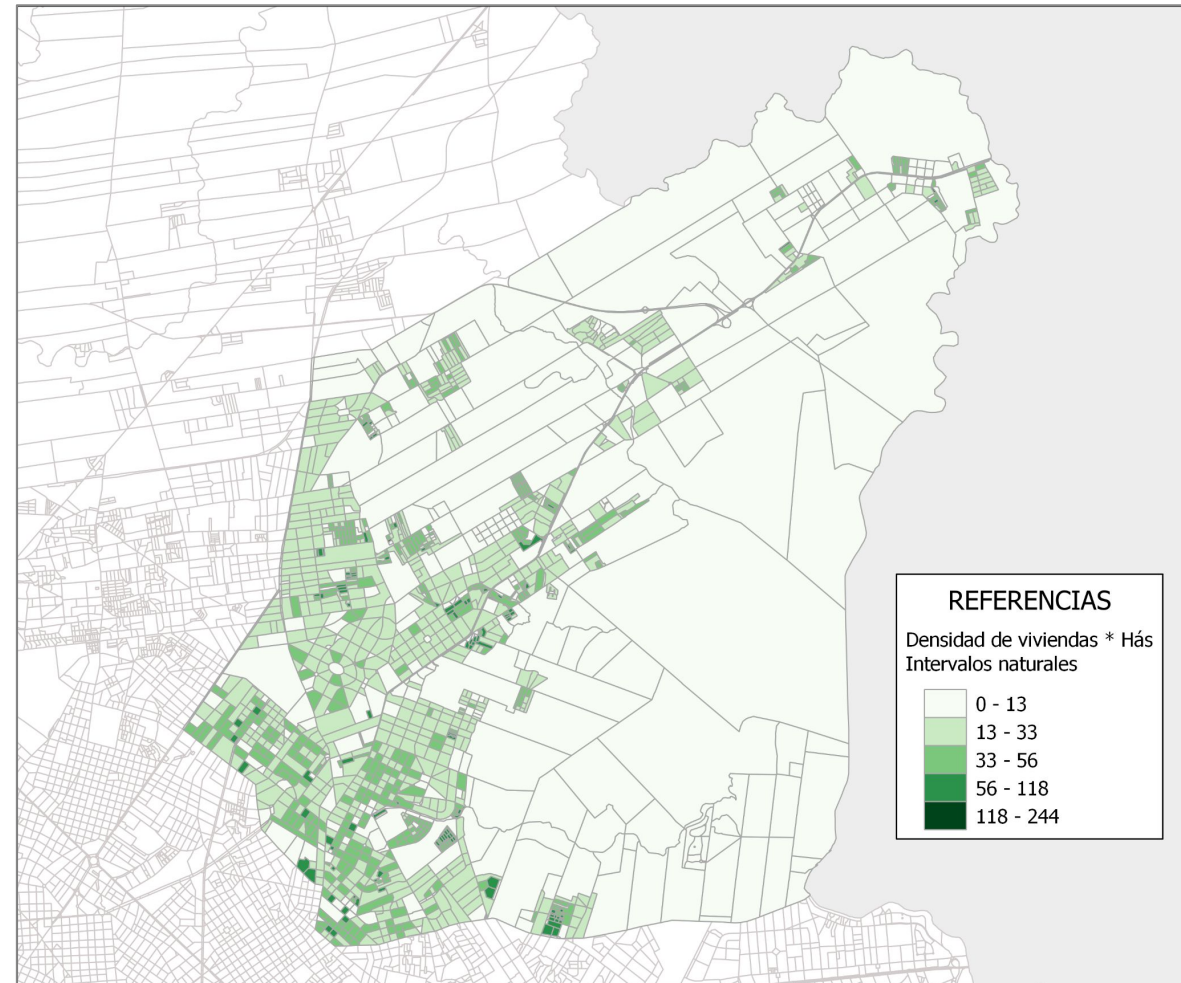 REFERENCIAS
Densidad de viviendas * Hás
Intervalos naturales
0 - 13
13 - 33
33 - 56
56 - 118
118 - 244